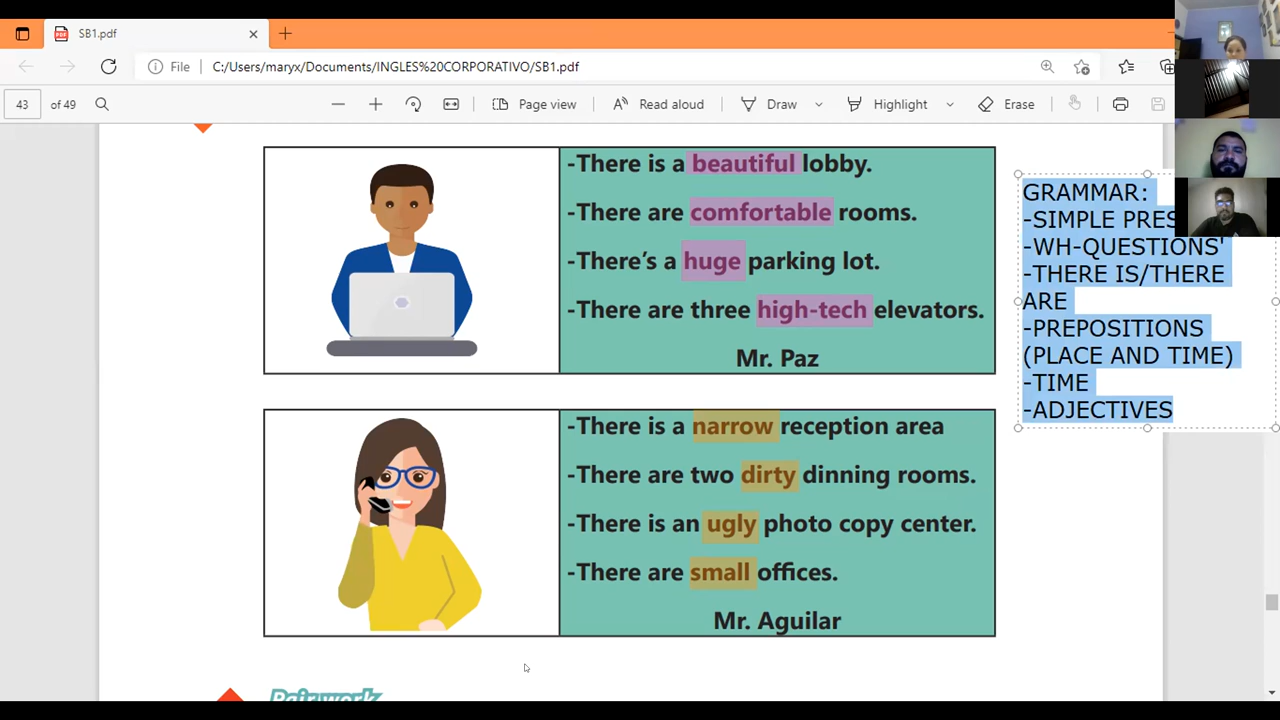 SB1.pdf
File
C:/Users/maryx/Documents/INGLES%20CORPORATIVO/SB1.pdf
43 of 49
Page view
Read aloud
Draw
Highlight
Erase
-There is a beautiful lobby.
-There are comfortable rooms.
-There's a huge parking lot.
-There are three high-tech elevators.
Mr. Paz
-There is a narrow reception area
-There are two dirty dinning rooms.
-There is an ugly photo copy center.
-There are small offices.
Mr. Aguilar
Pair work
GRAMMAR:
-SIMPLE PRES
-WH-QUESTIONS'
-THERE IS/THERE
ARE
-PREPOSITIONS
(PLACE AND TIME)
-TIME
-ADJECTIVES